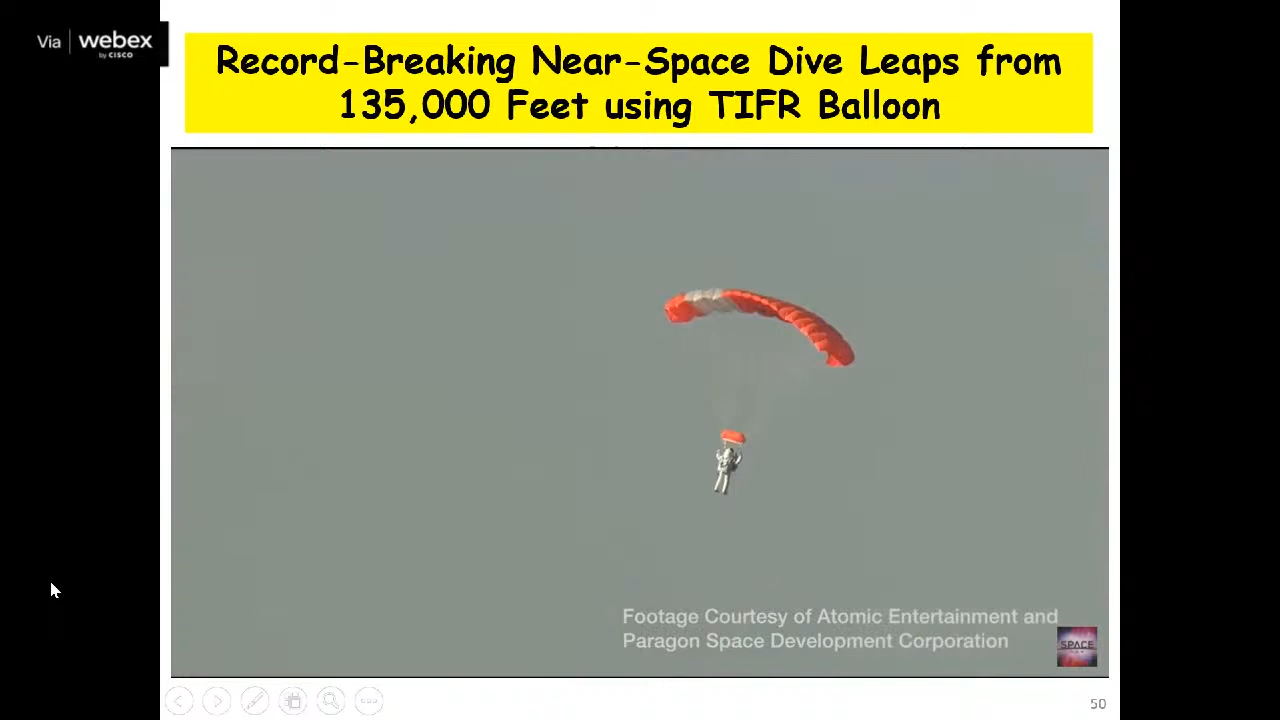 Via webex
by CISCO
Record-Breaking Near-Space Dive Leaps from
135,000 Feet using TIFR Balloon
Footage Courtesy of Atomic Entertainment and
Paragon Space Development Corporation
SPACE
50